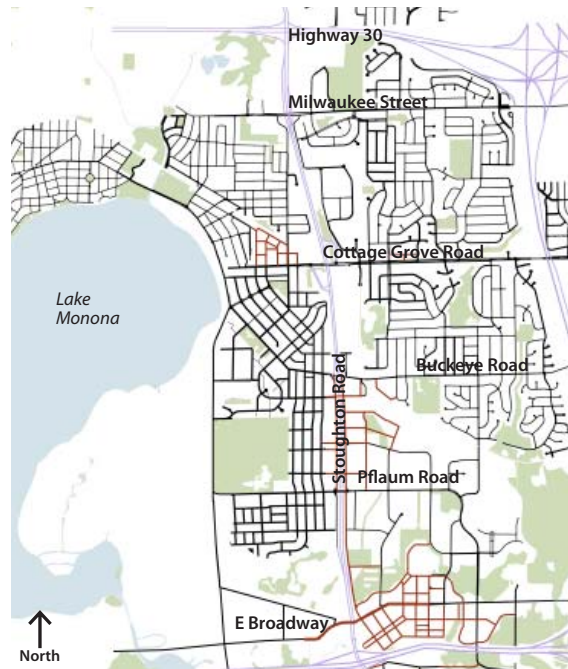 Highway 30
Milwaukee Street
Cottage Grove Road
Lake
Monona
Buckeye Road
Stoughton Road
Pflaum Road
E Broadway
North